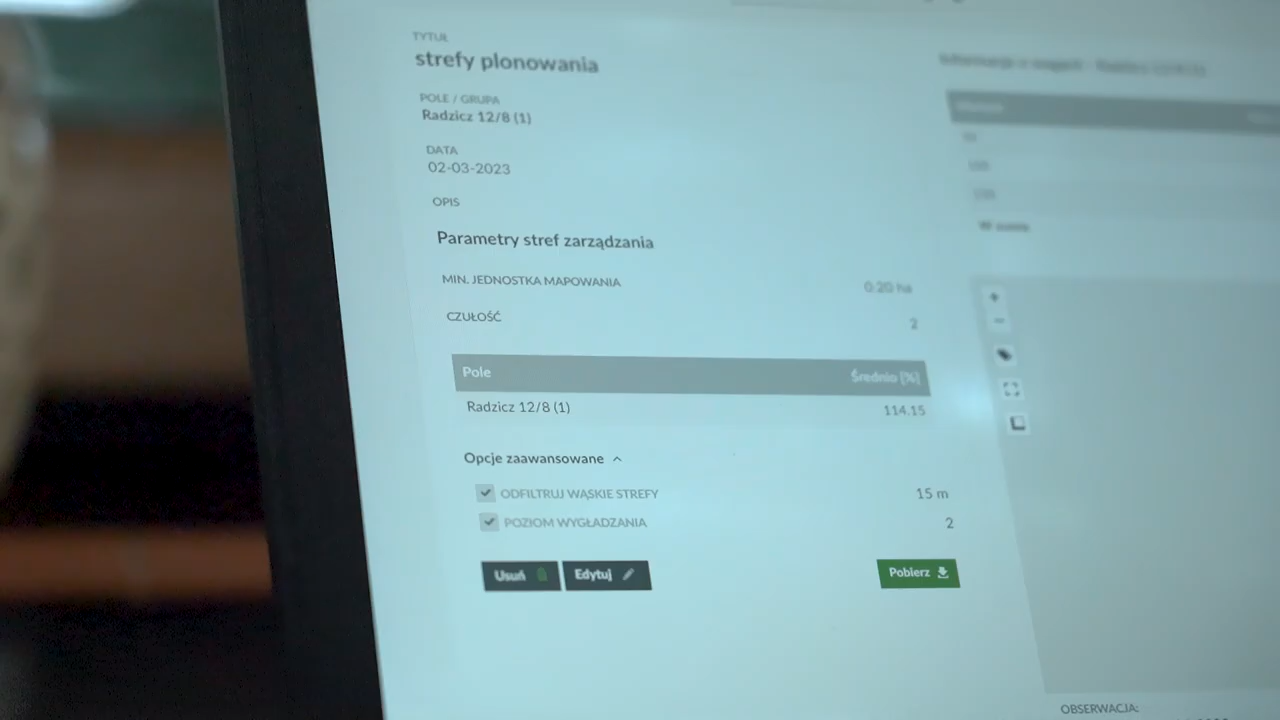 TYTUŁ
strefy plonowania
POLE / GRUPA
Radzicz 12/8 (1)
DATA
02-03-2023
OPIS
Parametry stref zarządzania
MIN. JEDNOSTKA MAPOWANIA 0.20 ha
CZUŁOŚĆ 2
Pole Średnio [%]
Radzicz 12/8 (1) 114.15
Opcje zaawansowane
ODFILTRUJ WĄSKIE STREFY 15 m
POZIOM WYGŁADZANIA 2
Usuń Edytuj Pobierz
W sumie
OBSERWACJA: